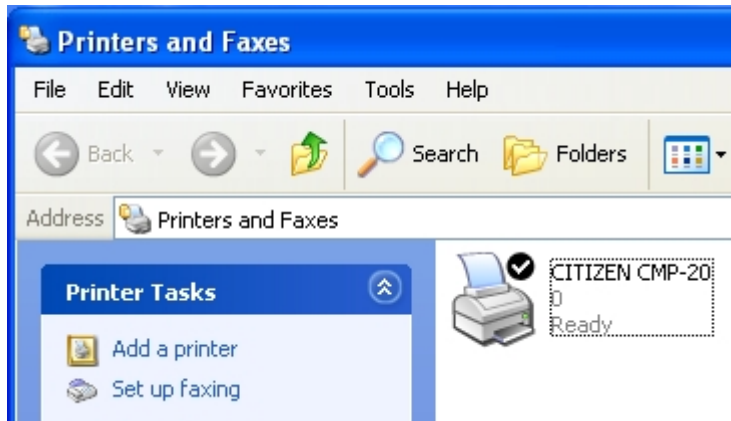 Printers and Faxes
File Edit View Favorites Tools Help
Back Search Folders
Address Printers and Faxes
Printer Tasks
Add a printer
Set up faxing
CITIZEN CMP-20
0
Ready